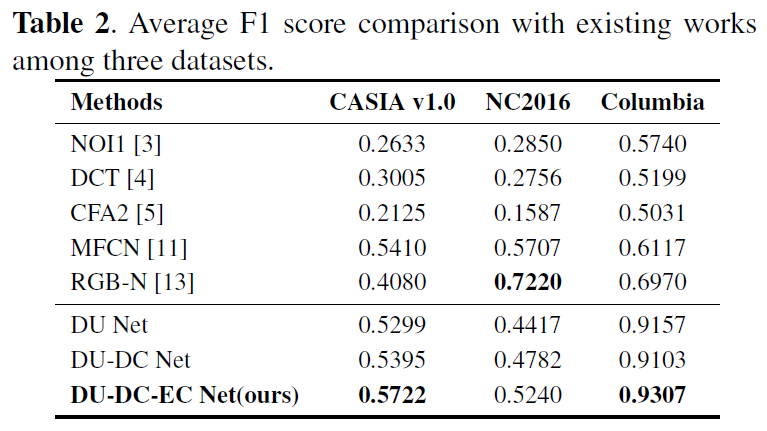 Table 2. Average F1 score comparison with existing works
among three datasets.
Methods CASIA v1.0 NC2016 Columbia
NOI1 [3] 0.2633 0.2850 0.5740
DCT [4] 0.3005 0.2756 0.5199
CFA2 [5] 0.2125 0.1587 0.5031
MFCN [11] 0.5410 0.5707 0.6117
RGB-N [13] 0.4080 0.7220 0.6970
DU Net 0.5299 0.4417 0.9157
DU-DC Net 0.5395 0.4782 0.9103
DU-DC-EC Net(ours) 0.5722 0.5240 0.9307